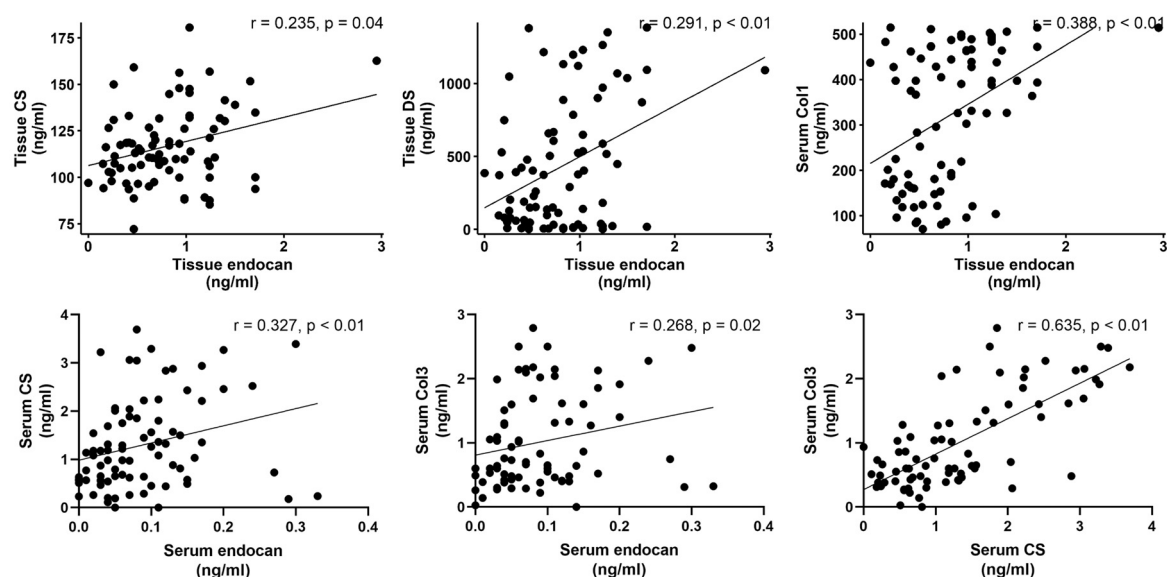 r = 0.235, p = 0.04
175
150
125
100
75
Tissue CS
(ng/ml)
0
1
2
3
Tissue endocan
(ng/ml)
r = 0.291, p < 0.01
1000
500
0
Tissue DS
(ng/ml)
0
1
2
3
Tissue endocan
(ng/ml)
r = 0.388, p < 0.01
500
400
300
200
100
Serum Col1
(ng/ml)
0
1
2
3
Tissue endocan
(ng/ml)
r = 0.327, p < 0.01
4
3
2
1
0
Serum CS
(ng/ml)
0.0
0.1
0.2
0.3
0.4
Serum endocan
(ng/ml)
r = 0.268, p = 0.02
3
2
1
0
Serum Col3
(ng/ml)
0.0
0.1
0.2
0.3
0.4
Serum endocan
(ng/ml)
r = 0.635, p < 0.01
3
2
1
0
Serum Col3
(ng/ml)
0
1
2
3
4
Serum CS
(ng/ml)